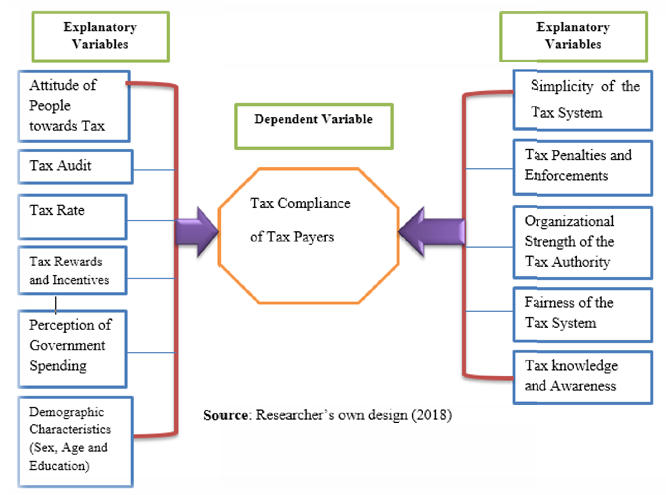 Explanatory
Variables
Attitude of
People
towards Tax
Tax Audit
Tax Rate
Tax Rewards
and Incentives
Perception of
Government
Spending
Demographic
Characteristics
(Sex, Age and
Education)
Dependent Variable
Tax Compliance
of Tax Payers
Source: Researcher’s own design (2018)
Explanatory
Variables
Simplicity of the
Tax System
Tax Penalties and
Enforcements
Organizational
Strength of the
Tax Authority
Fairness of the
Tax System
Tax knowledge
and Awareness